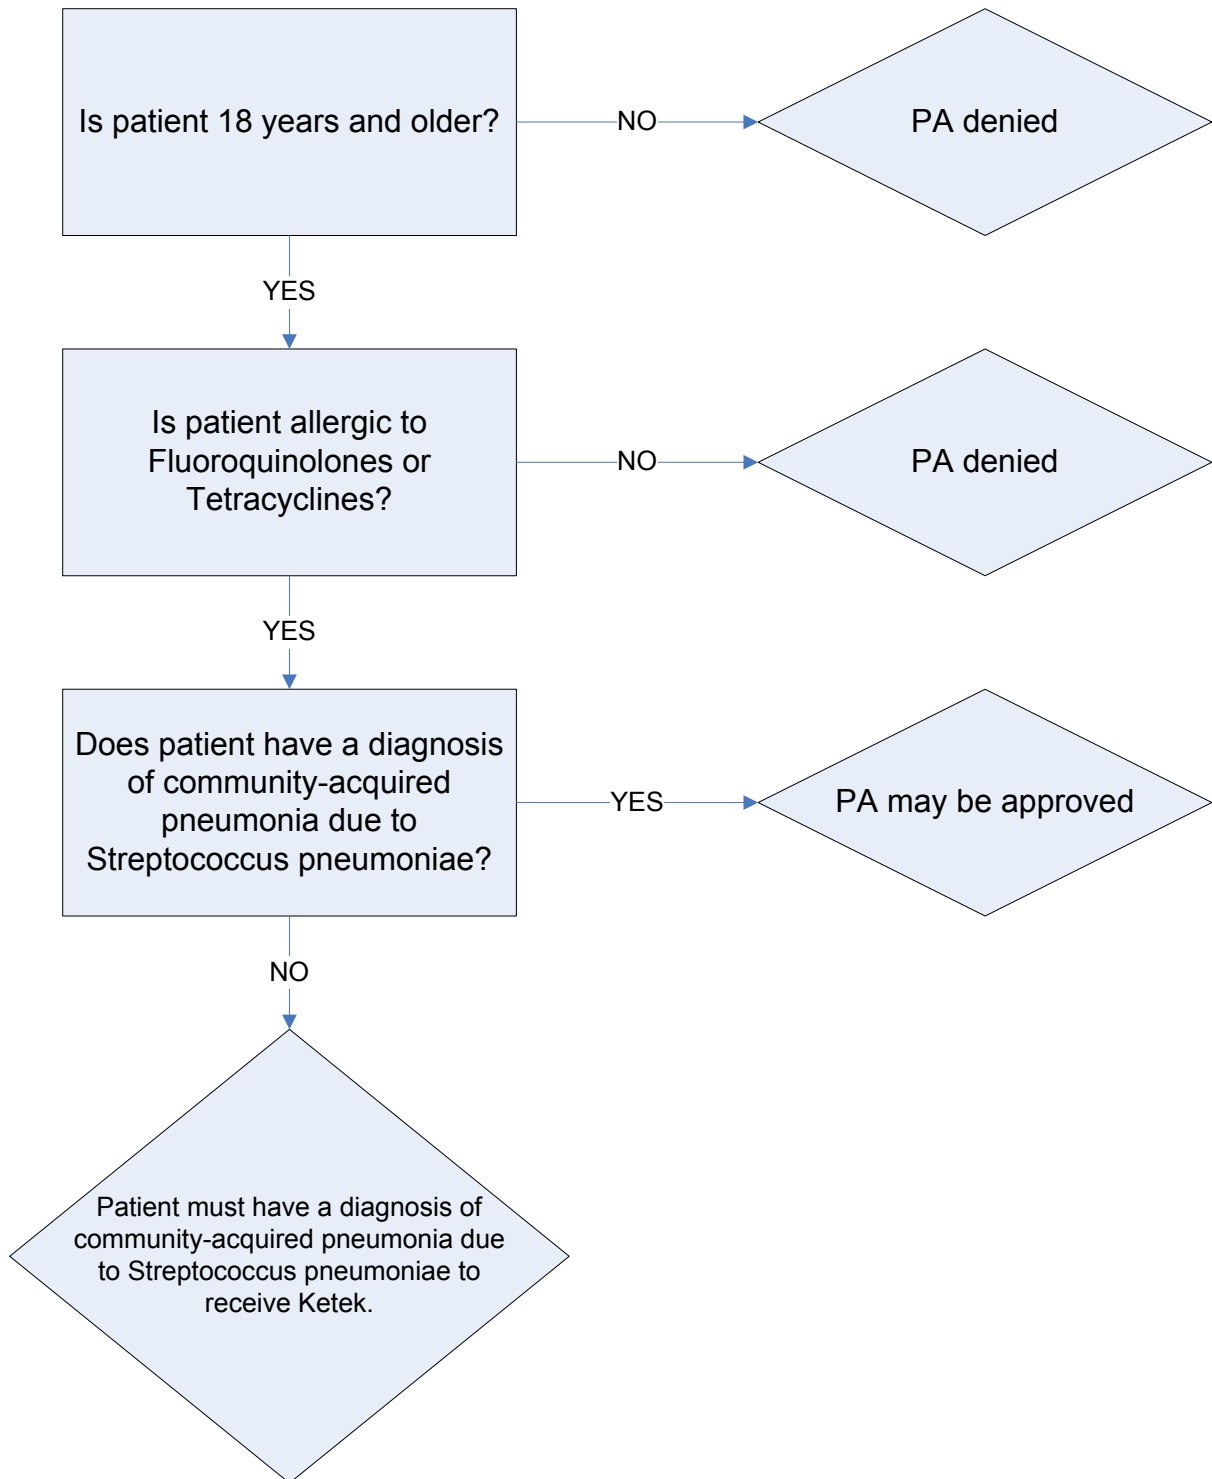 Is patient 18 years and older?
NO
PA denied
YES
Is patient allergic to
Fluoroquinolones or
Tetracyclines?
NO
PA denied
YES
Does patient have a diagnosis
of community-acquired
pneumonia due to
Streptococcus pneumoniae?
YES
PA may be approved
NO
Patient must have a diagnosis of
community-acquired pneumonia due
to Streptococcus pneumoniae to
receive Ketek.